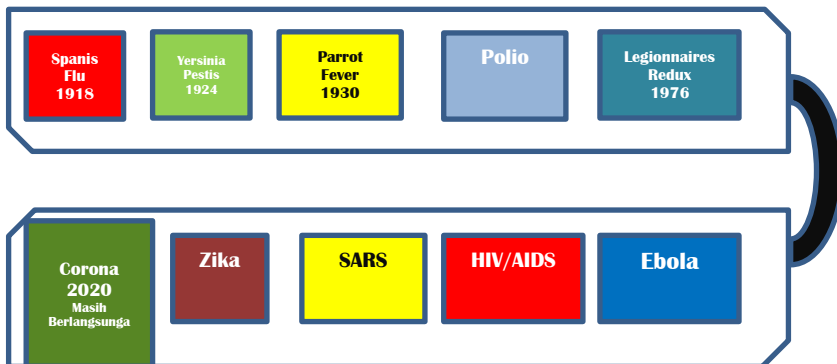 Spanis
Flu
1918
Yersinia
Pestis
1924
Parrot
Fever
1930
Polio
Legionnaires
Redux
1976
Corona
2020
Masih
Berlangsunga
Zika
SARS
HIV/AIDS
Ebola